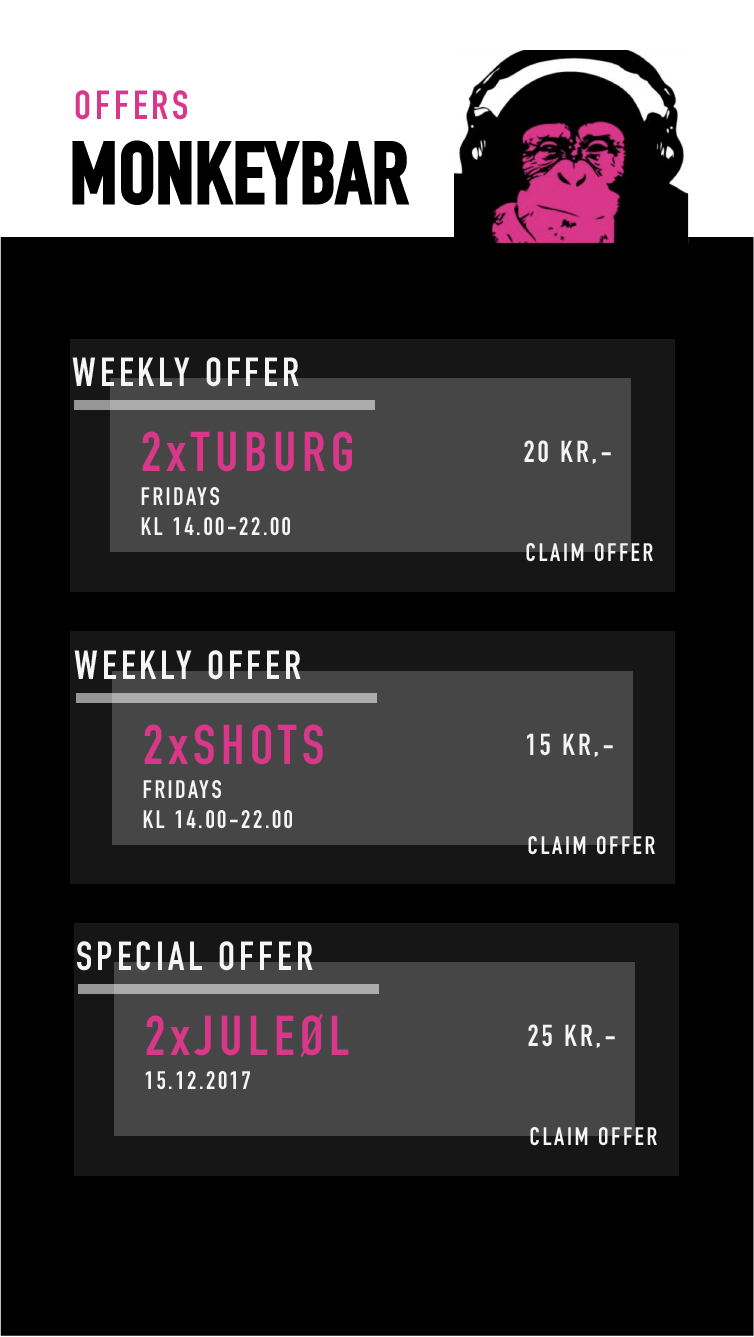 OFFERS
MONKEYBAR
WEEKLY OFFER
2xTUBURG
20 KR,-
FRIDAYS
KL 14.00-22.00
CLAIM OFFER
WEEKLY OFFER
2xSHOTS
15 KR,-
FRIDAYS
KL 14.00-22.00
CLAIM OFFER
SPECIAL OFFER
2xJULEØL
25 KR,-
15.12.2017
CLAIM OFFER